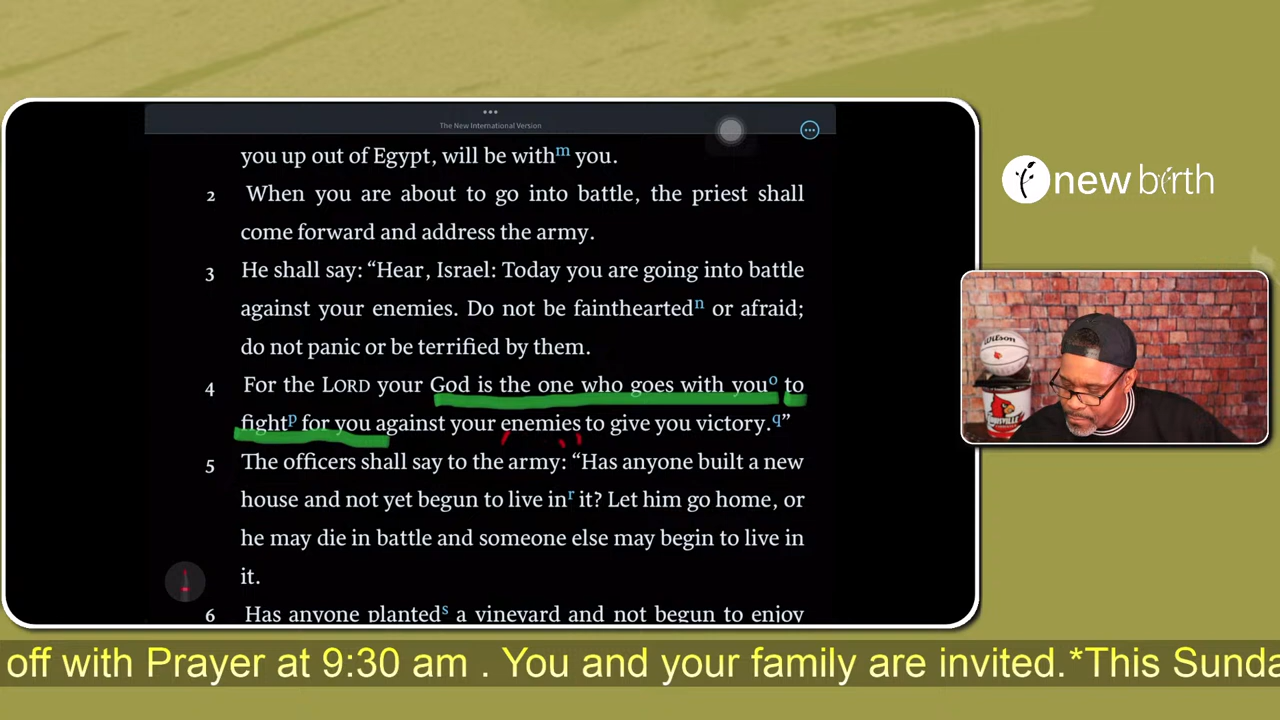 The New International Version
you up out of Egypt, will be withm you.
2 When you are about to go into battle, the priest shall
come forward and address the army.
3 He shall say: “Hear, Israel: Today you are going into battle
against your enemies. Do not be faintheartedn or afraid;
do not panic or be terrified by them.
4 For the LORD your God is the one who goes with youo to
fightp for you against your enemies to give you victory.q”
5 The officers shall say to the army: “Has anyone built a new
house and not yet begun to live inr it? Let him go home, or
he may die in battle and someone else may begin to live in
it.
6 Has anyone planteds a vineyard and not begun to enjoy
new birth
Wilson
off with Prayer at 9:30 am . You and your family are invited.*This Sunda